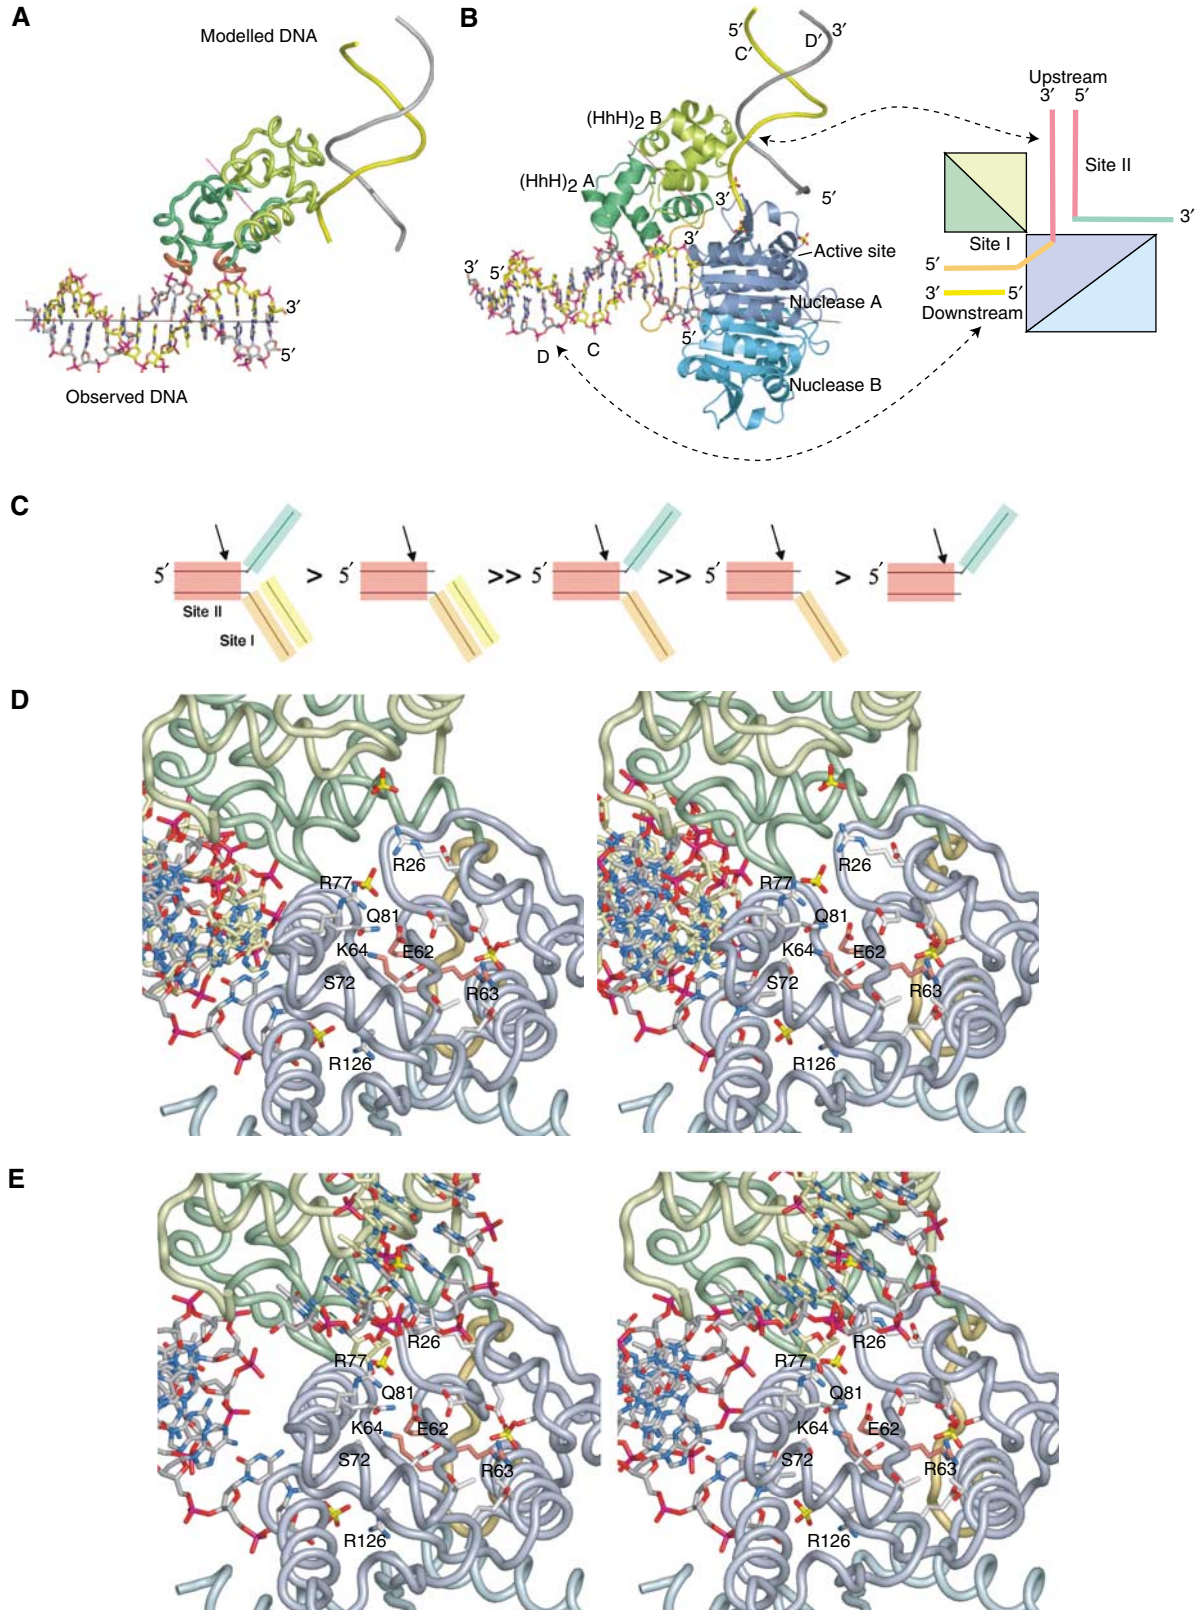 A
Modelled DNA
3′
5′
Observed DNA
B
5′
C′
D′
3′
(HhH)2 B
(HhH)2 A
3′
5′
3′
Active site
3′
5′
Nuclease A
5′
D
C
Nuclease B
Upstream
3′
5′
Site II
3′
Site I
5′
3′
5′
Downstream
C
5′
Site II
Site I
>
5′
>>
5′
>>
5′
>
5′
D
R26
R77
Q81
K64
E62
S72
R63
R126
R26
R77
Q81
K64
E62
S72
R63
R126
E
R26
R77
Q81
K64
E62
S72
R63
R126
R26
R77
Q81
K64
E62
S72
R63
R126